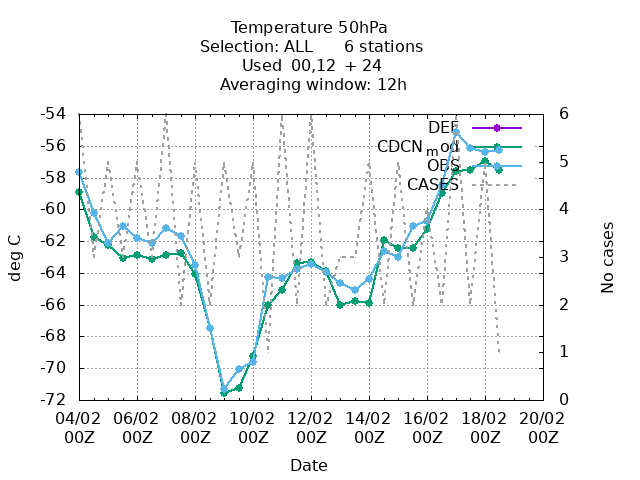 Temperature 50hPa
Selection: ALL 6 stations
Used 00,12 + 24
Averaging window: 12h
-54
-56
-58
-60
-62
-64
-66
-68
-70
-72
6
5
4
3
2
1
0
deg C
No cases
DEF
CDCN_mod
OBS
CASES
04/02 06/02 08/02 10/02 12/02 14/02 16/02 18/02 20/02
00Z 00Z 00Z 00Z 00Z 00Z 00Z 00Z 00Z
Date